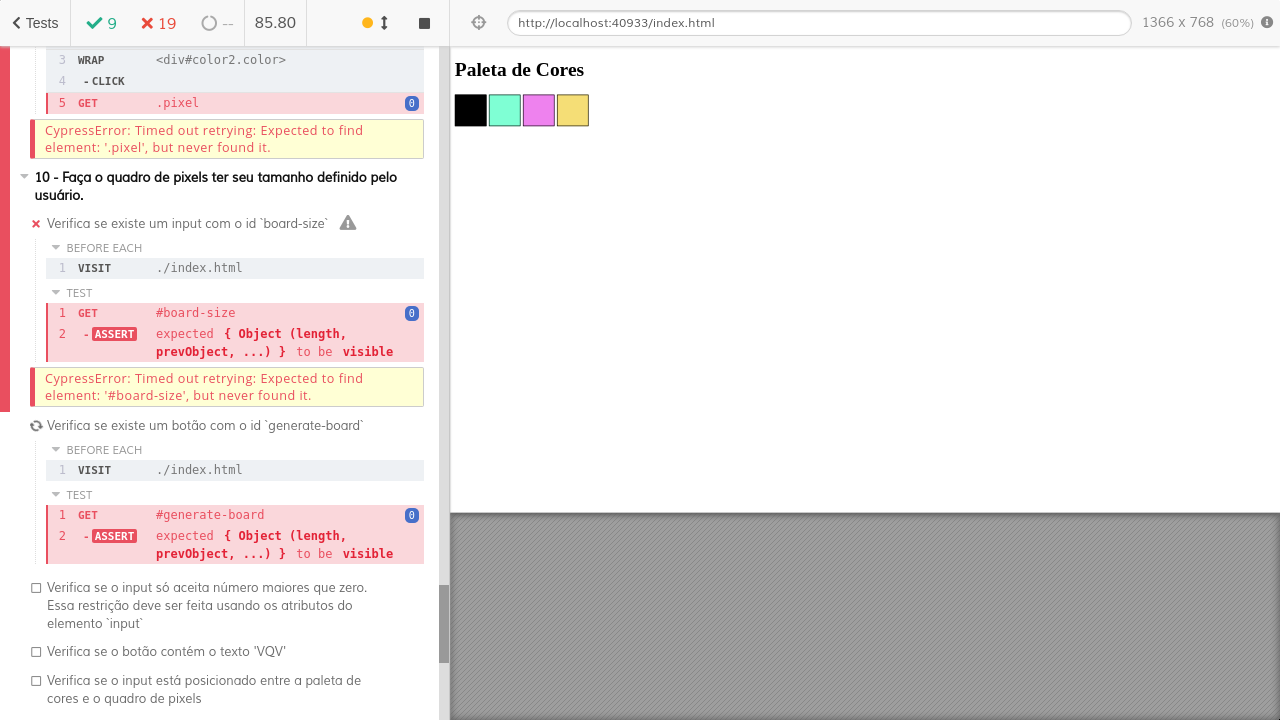 Tests 9 19 -- 85.80 http://localhost:40933/index.html 1366 x 768 (60%)
3 WRAP <div#color2.color>
4 - CLICK
5 GET .pixel 0
CypressError: Timed out retrying: Expected to find
element: '.pixel', but never found it.
10 - Faça o quadro de pixels ter seu tamanho definido pelo
usuário.
Verifica se existe um input com o id `board-size`
BEFORE EACH
1 VISIT ./index.html
TEST
1 GET #board-size 0
2 - ASSERT expected { Object (length,
prevObject, ...) } to be visible
CypressError: Timed out retrying: Expected to find
element: '#board-size', but never found it.
Verifica se existe um botão com o id `generate-board`
BEFORE EACH
1 VISIT ./index.html
TEST
1 GET #generate-board 0
2 - ASSERT expected { Object (length,
prevObject, ...) } to be visible
Verifica se o input só aceita número maiores que zero.
Essa restrição deve ser feita usando os atributos do
elemento `input`
Verifica se o botão contém o texto 'VQV'
Verifica se o input está posicionado entre a paleta de
cores e o quadro de pixels
Paleta de Cores